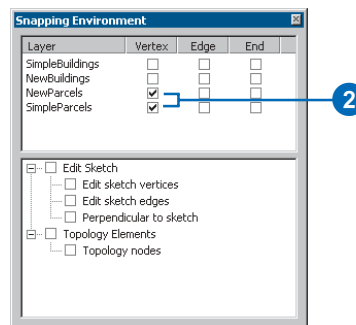 Snapping Environment
Layer Vertex Edge End
SimpleBuildings
NewBuildings
NewParcels
SimpleParcels
2
Edit Sketch
Edit sketch vertices
Edit sketch edges
Perpendicular to sketch
Topology Elements
Topology nodes